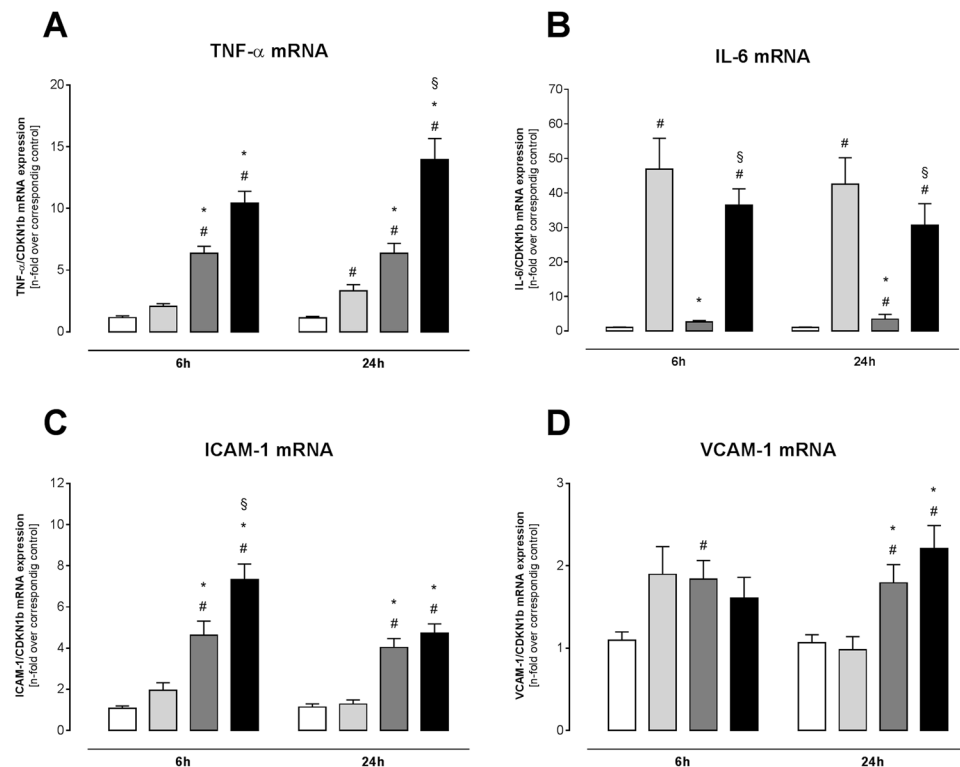 A
TNF-α mRNA
TNF-α/CDKN1b mRNA expression
[n-fold over correspondig control]
20
15
10
5
0
*
#
*
#
#
*
#
§
*
#
6h
24h
B
IL-6 mRNA
IL-6/CDKN1b mRNA expression
[n-fold over correspondig control]
70
60
50
40
30
20
10
0
#
*
§
#
#
*
#
§
#
6h
24h
C
ICAM-1 mRNA
ICAM-1/CDKN1b mRNA expression
[n-fold over correspondig control]
12
10
8
6
4
2
0
*
#
§
*
#
*
#
*
#
6h
24h
D
VCAM-1 mRNA
VCAM-1/CDKN1b mRNA expression
[n-fold over correspondig control]
3
2
1
0
#
*
#
*
#
6h
24h